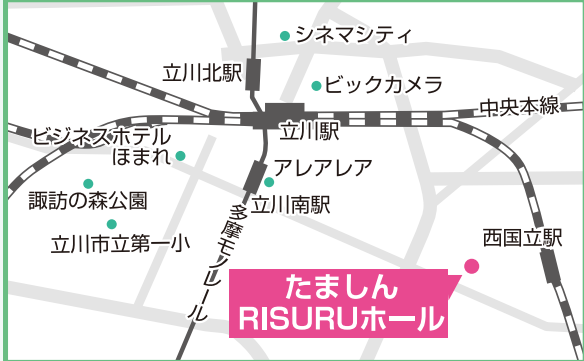 シネマシティ
立川北駅
ビックカメラ
中央本線
立川駅
ビジネスホテル
ほまれ
アレアレア
諏訪の森公園
立川南駅
多摩モノレール
立川市立第一小
西国立駅
たましん
RISURUホール